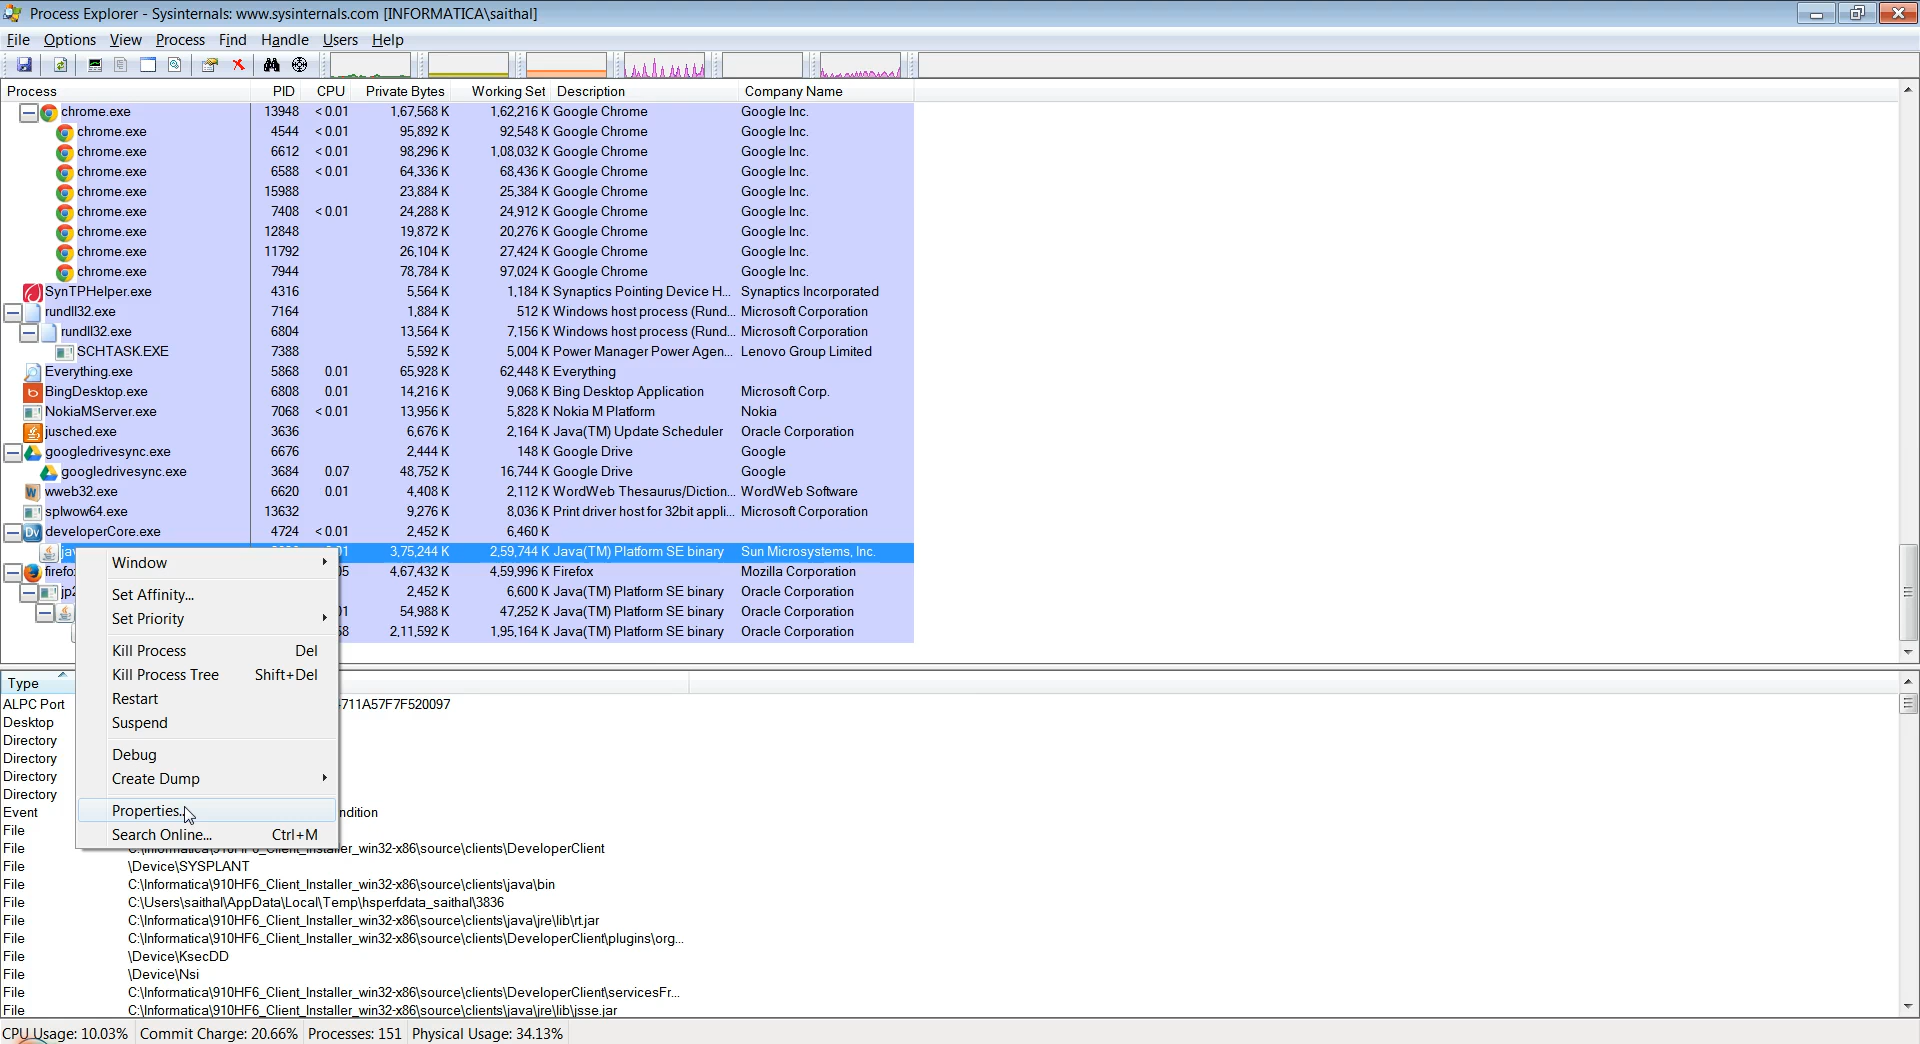 Process Explorer - Sysinternals: www.sysinternals.com [INFORMATICA\saithal]
File Options View Process Find Handle Users Help
Process PID CPU Private Bytes Working Set Description Company Name
chrome.exe 13948 < 0.01 1,67,568 K 1,62,216 K Google Chrome Google Inc.
chrome.exe 4544 < 0.01 95,892 K 92,548 K Google Chrome Google Inc.
chrome.exe 6612 < 0.01 98,296 K 1,08,032 K Google Chrome Google Inc.
chrome.exe 6588 < 0.01 64,336 K 68,436 K Google Chrome Google Inc.
chrome.exe 15988 23,884 K 25,384 K Google Chrome Google Inc.
chrome.exe 7408 < 0.01 24,288 K 24,912 K Google Chrome Google Inc.
chrome.exe 12848 19,872 K 20,276 K Google Chrome Google Inc.
chrome.exe 11792 26,104 K 27,424 K Google Chrome Google Inc.
chrome.exe 7944 78,784 K 97,024 K Google Chrome Google Inc.
SynTPHelper.exe 4316 5,564 K 1,184 K Synaptics Pointing Device H... Synaptics Incorporated
rundll32.exe 7164 1,884 K 512 K Windows host process (Rund... Microsoft Corporation
rundll32.exe 6804 13,564 K 7,156 K Windows host process (Rund... Microsoft Corporation
SCHTASK.EXE 7388 5,592 K 5,004 K Power Manager Power Agen... Lenovo Group Limited
Everything.exe 5868 0.01 65,928 K 62,448 K Everything
BingDesktop.exe 6808 0.01 14,216 K 9,068 K Bing Desktop Application Microsoft Corp.
NokiaMServer.exe 7068 < 0.01 13,956 K 5,828 K Nokia M Platform Nokia
jusched.exe 3636 6,676 K 2,164 K Java(TM) Update Scheduler Oracle Corporation
googledrivesync.exe 6676 2,444 K 148 K Google Drive Google
googledrivesync.exe 3684 0.07 48,752 K 16,744 K Google Drive Google
wweb32.exe 6620 0.01 4,408 K 2,112 K WordWeb Thesaurus/Diction... WordWeb Software
splwow64.exe 13632 9,276 K 8,036 K Print driver host for 32bit appli... Microsoft Corporation
developerCore.exe 4724 < 0.01 2,452 K 6,460 K
3,75,244 K 2,59,744 K Java(TM) Platform SE binary Sun Microsystems, Inc.
4,67,432 K 4,59,996 K Firefox Mozilla Corporation
2,452 K 6,600 K Java(TM) Platform SE binary Oracle Corporation
54,988 K 47,252 K Java(TM) Platform SE binary Oracle Corporation
2,11,592 K 1,95,164 K Java(TM) Platform SE binary Oracle Corporation
Window
Set Affinity...
Set Priority
Kill Process Del
Kill Process Tree Shift+Del
Restart
Suspend
Debug
Create Dump
Properties...
Search Online... Ctrl+M
Type
ALPC Port 711A57F7F520097
Desktop
Directory
Directory
Directory
Directory
Event ndition
File
File C:\Informatica\910HF6_Client_Installer_win32-x86\source\clients\DeveloperClient
File \Device\SYSPLANT
File C:\Informatica\910HF6_Client_Installer_win32-x86\source\clients\java\bin
File C:\Users\saithal\AppData\Local\Temp\hsperfdata_saithal\3836
File C:\Informatica\910HF6_Client_Installer_win32-x86\source\clients\java\jre\lib\rt.jar
File C:\Informatica\910HF6_Client_Installer_win32-x86\source\clients\DeveloperClient\plugins\org...
File \Device\KsecDD
File \Device\Nsi
File C:\Informatica\910HF6_Client_Installer_win32-x86\source\clients\DeveloperClient\servicesFr...
File C:\Informatica\910HF6_Client_Installer_win32-x86\source\clients\java\jre\lib\jsse.jar
CPU Usage: 10.03% Commit Charge: 20.66% Processes: 151 Physical Usage: 34.13%